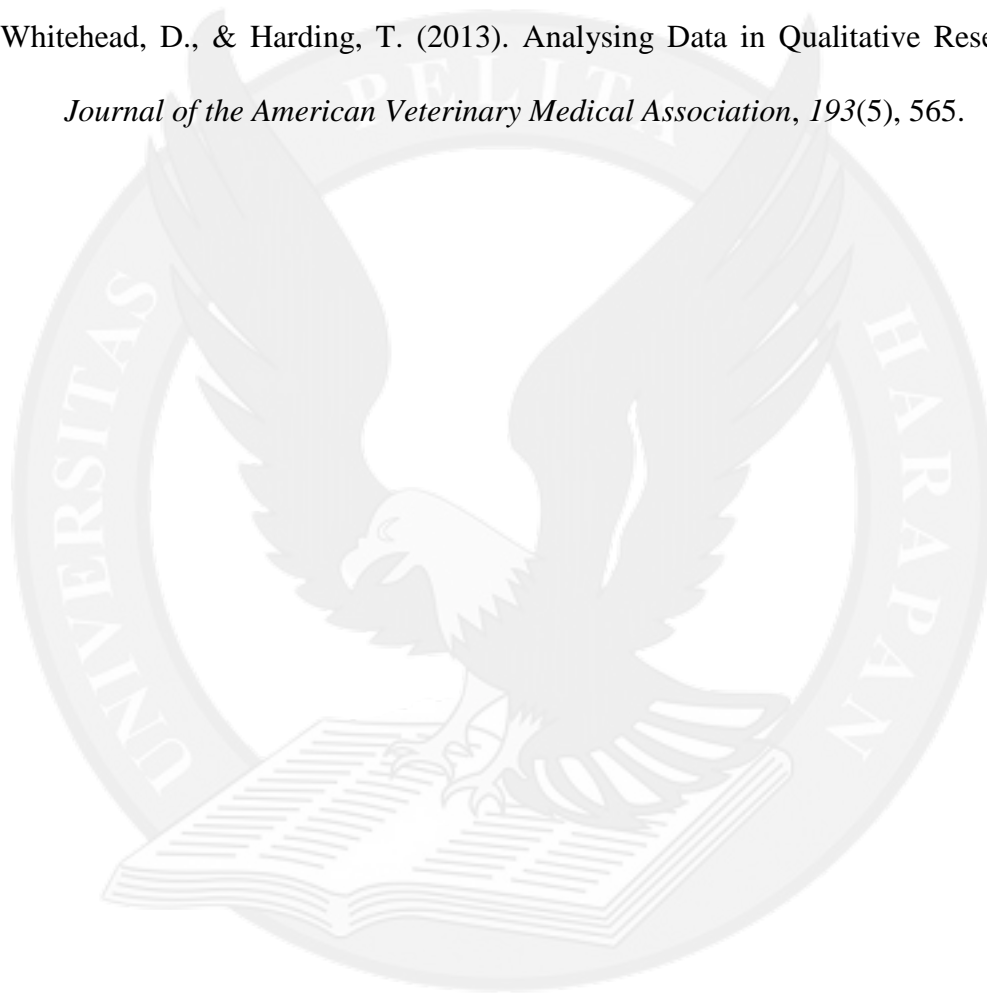 Whitehead, D., & Harding, T. (2013). Analysing Data in Qualitative Rese
Journal of the American Veterinary Medical Association, 193(5), 565.
UNIVERSITAS PELITA HARAPAN